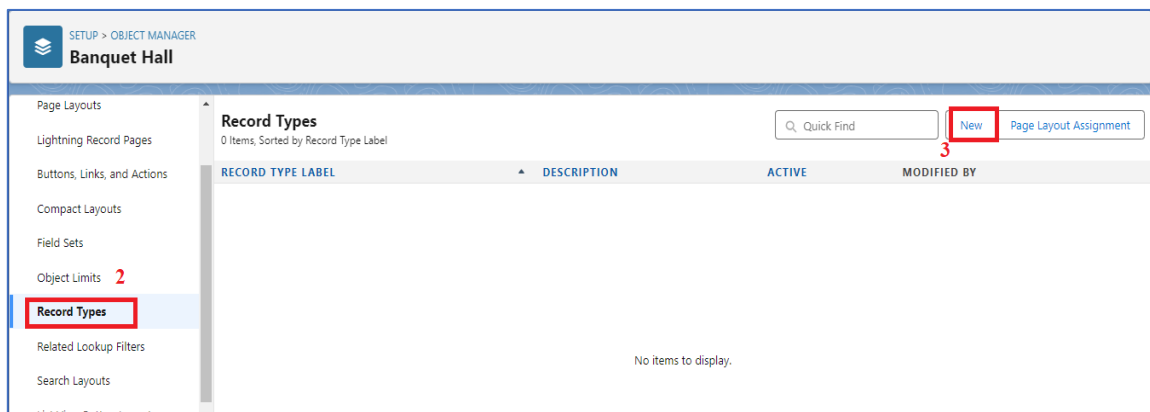 SETUP > OBJECT MANAGER
Banquet Hall
Page Layouts
Lightning Record Pages
Buttons, Links, and Actions
Compact Layouts
Field Sets
Object Limits 2
Record Types
Related Lookup Filters
Search Layouts
Record Types
0 Items, Sorted by Record Type Label
Quick Find
New
Page Layout Assignment
3
RECORD TYPE LABEL DESCRIPTION ACTIVE MODIFIED BY
No items to display.